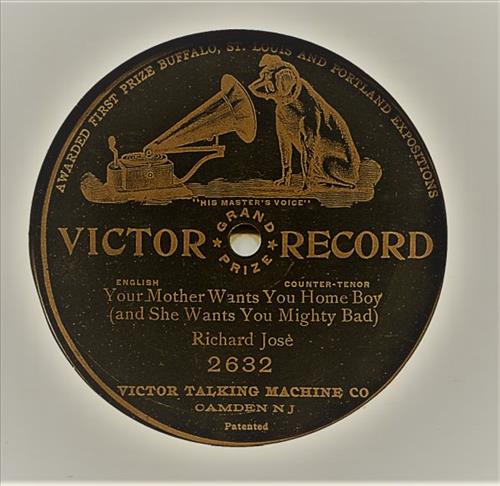 AWARDED FIRST PRIZE BUFFALO, ST. LOUIS AND PORTLAND EXPOSITIONS
"HIS MASTER'S VOICE"
GRAND
VICTOR RECORD
PRIZE
ENGLISH COUNTER-TENOR
Your Mother Wants You Home Boy
(and She Wants You Mighty Bad)
Richard Josè
2632
VICTOR TALKING MACHINE CO
CAMDEN N J
Patented